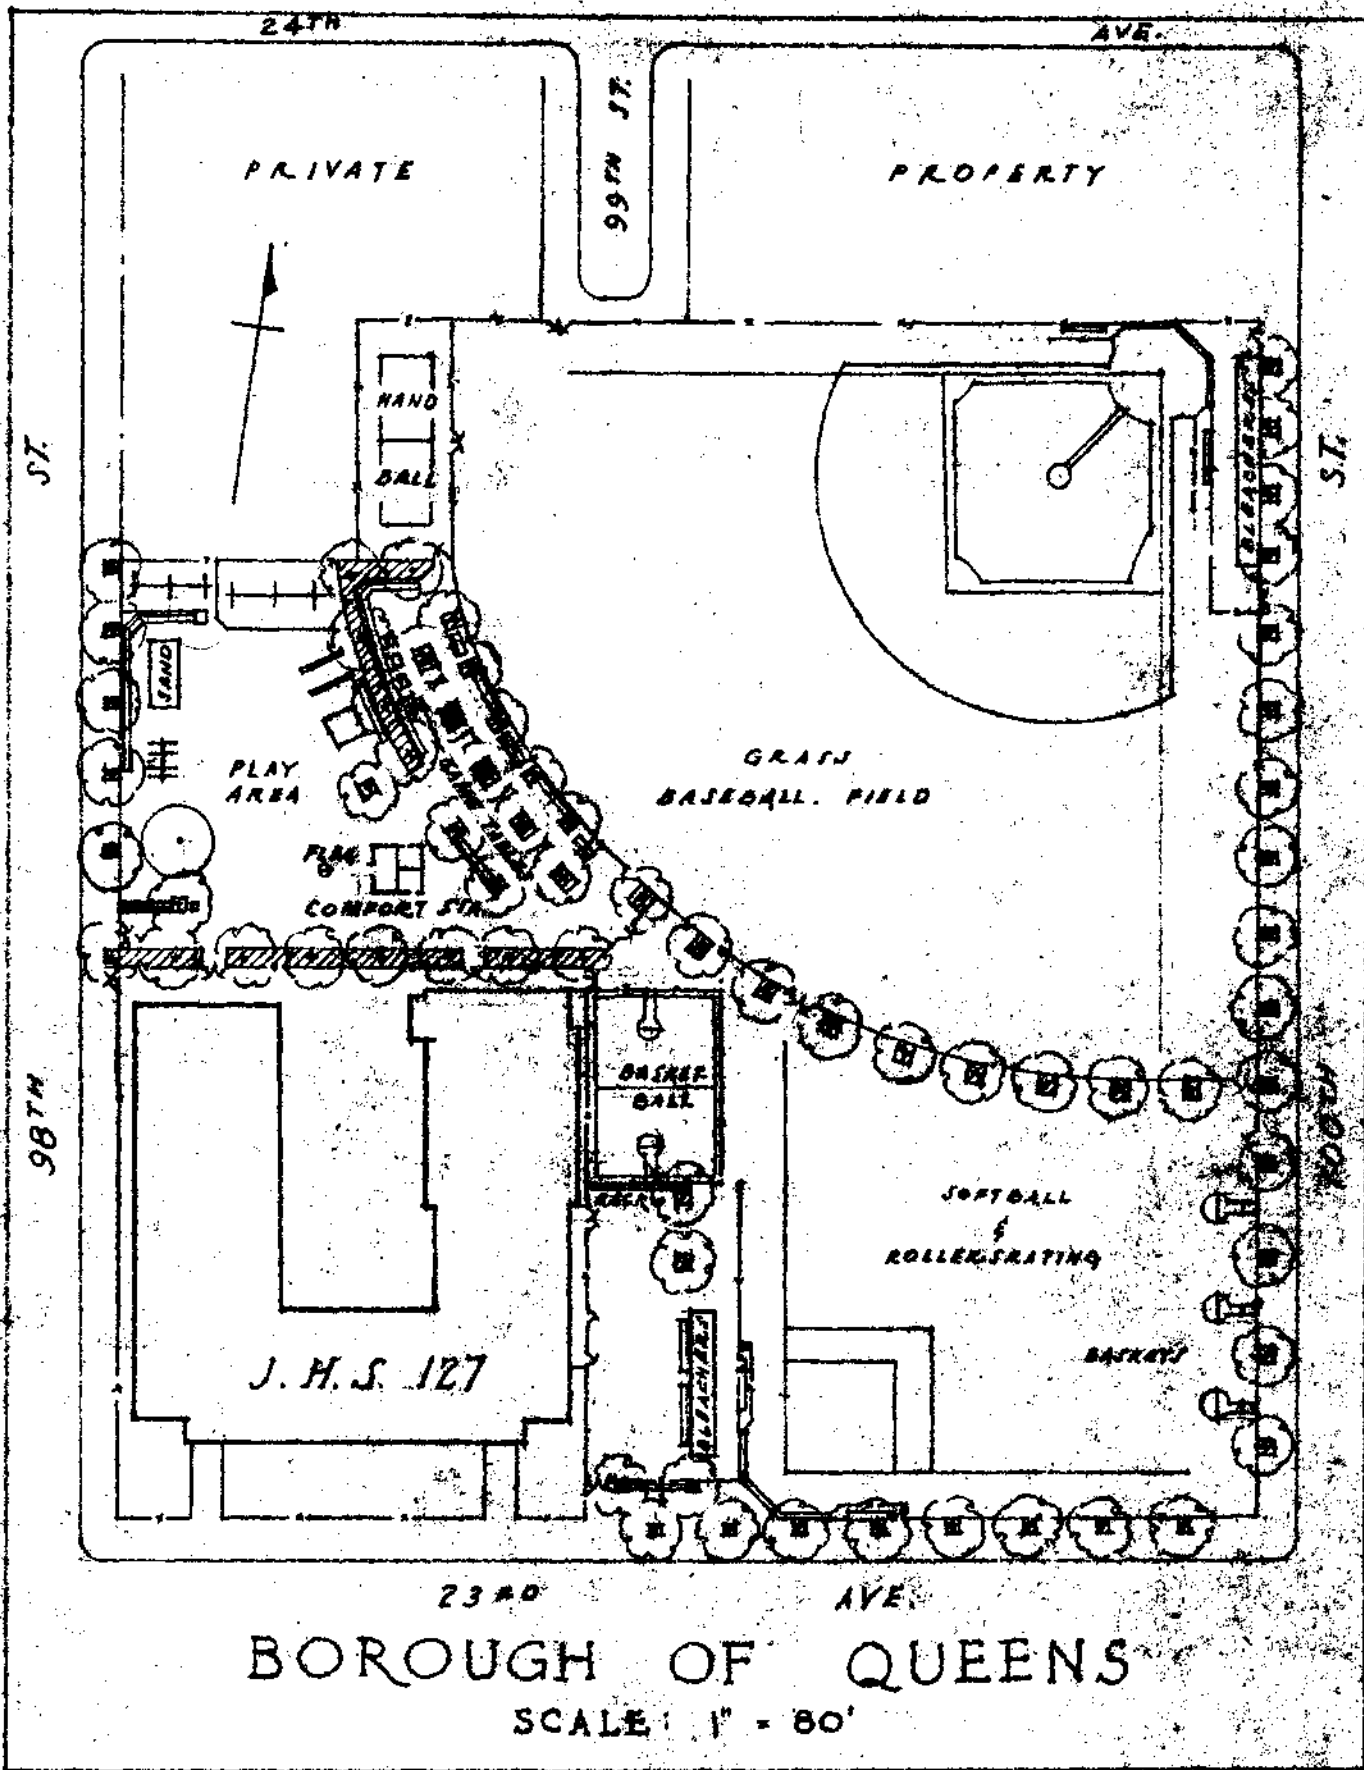 24TH AVE.
99TH ST.
PRIVATE PROPERTY
HAND
BALL
BLEACHERS
ST.
ST.
SAND
PLAY
AREA
GAME TABLES
GRASS
BASEBALL. FIELD
FLAG
COMFORT STA.
BASKET
BALL
98TH
100TH
SOFTBALL
&
ROLLER SKATING
BASKETS
BLEACHERS
J.H.S. 127
23RD AVE.
BOROUGH OF QUEENS
SCALE: 1" = 80'